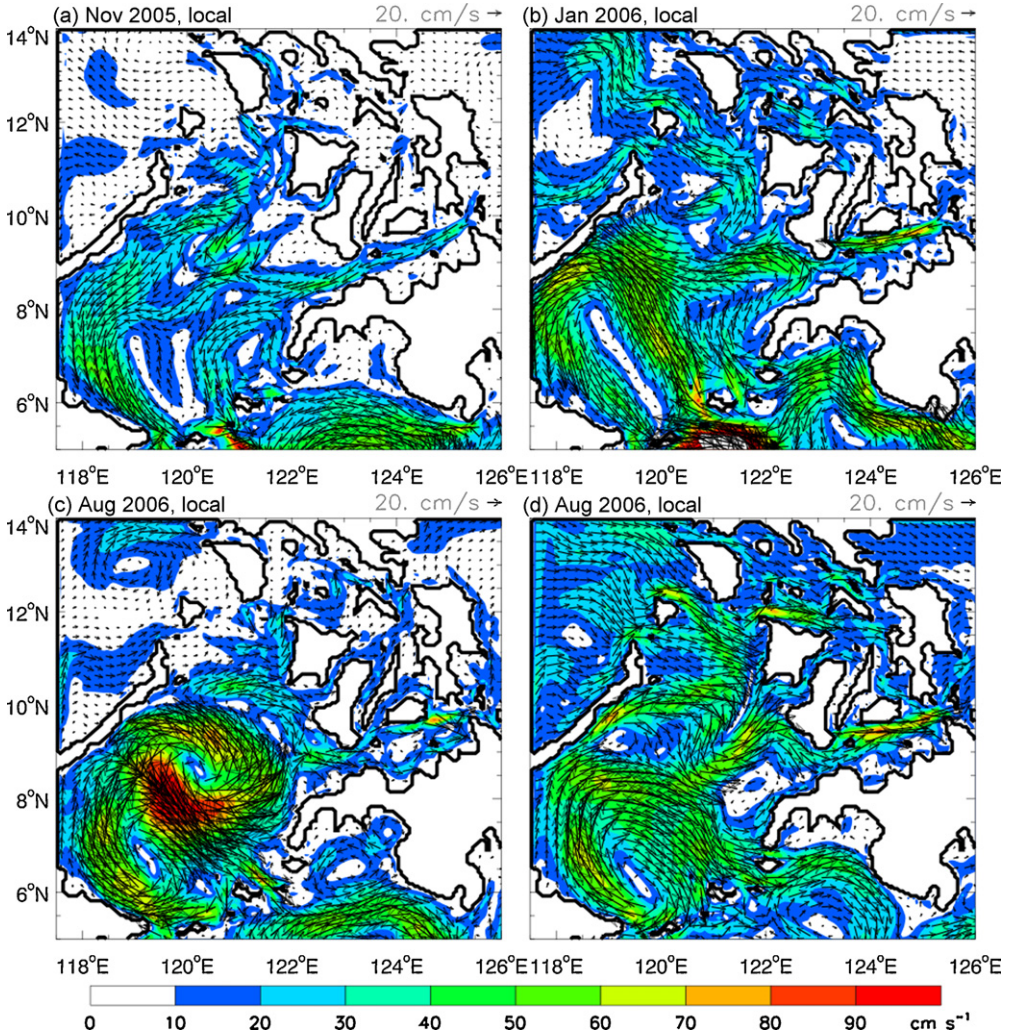 (a) Nov 2005, local 20. cm/s
(b) Jan 2006, local 20. cm/s
14°N
12°N
10°N
8°N
6°N
118°E 120°E 122°E 124°E 126°E
118°E 120°E 122°E 124°E 126°E
(c) Aug 2006, local 20. cm/s
(d) Aug 2006, local 20. cm/s
14°N
12°N
10°N
8°N
6°N
118°E 120°E 122°E 124°E 126°E
118°E 120°E 122°E 124°E 126°E
0 10 20 30 40 50 60 70 80 90 cm s⁻¹